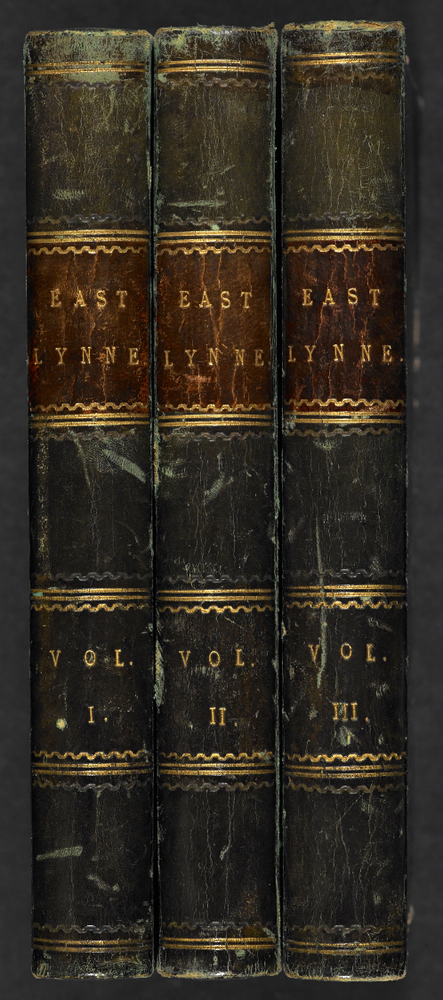 EAST
LYNNE
VOL.
I.
EAST
LYNNE.
VOL.
II.
EAST
LYNNE.
VOL.
III.